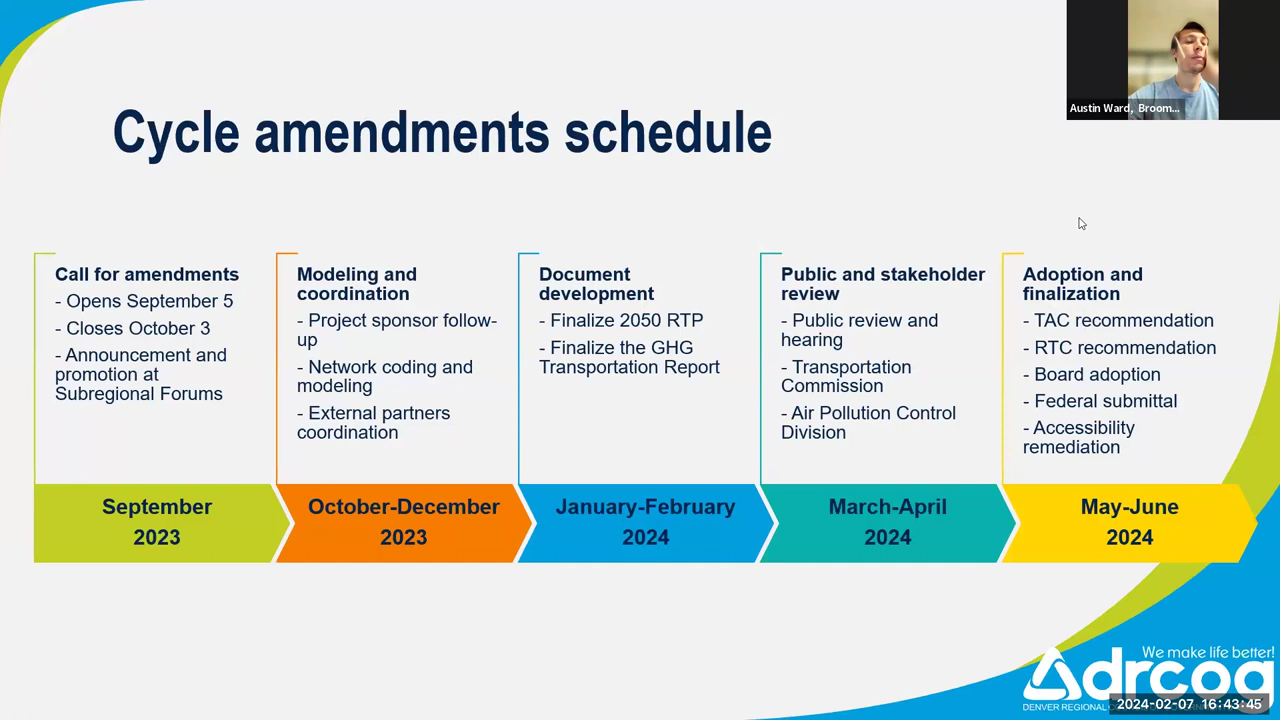 Austin Ward, Broom...
Cycle amendments schedule
Call for amendments
- Opens September 5
- Closes October 3
- Announcement and
promotion at
Subregional Forums
September
2023
Modeling and
coordination
- Project sponsor follow-
up
- Network coding and
modeling
- External partners
coordination
October-December
2023
Document
development
- Finalize 2050 RTP
- Finalize the GHG
Transportation Report
January-February
2024
Public and stakeholder
review
- Public review and
hearing
- Transportation
Commission
- Air Pollution Control
Division
March-April
2024
Adoption and
finalization
- TAC recommendation
- RTC recommendation
- Board adoption
- Federal submittal
- Accessibility
remediation
May-June
2024
We make life better!
drcog
DENVER REGIONAL
2024-02-07 16:43:45